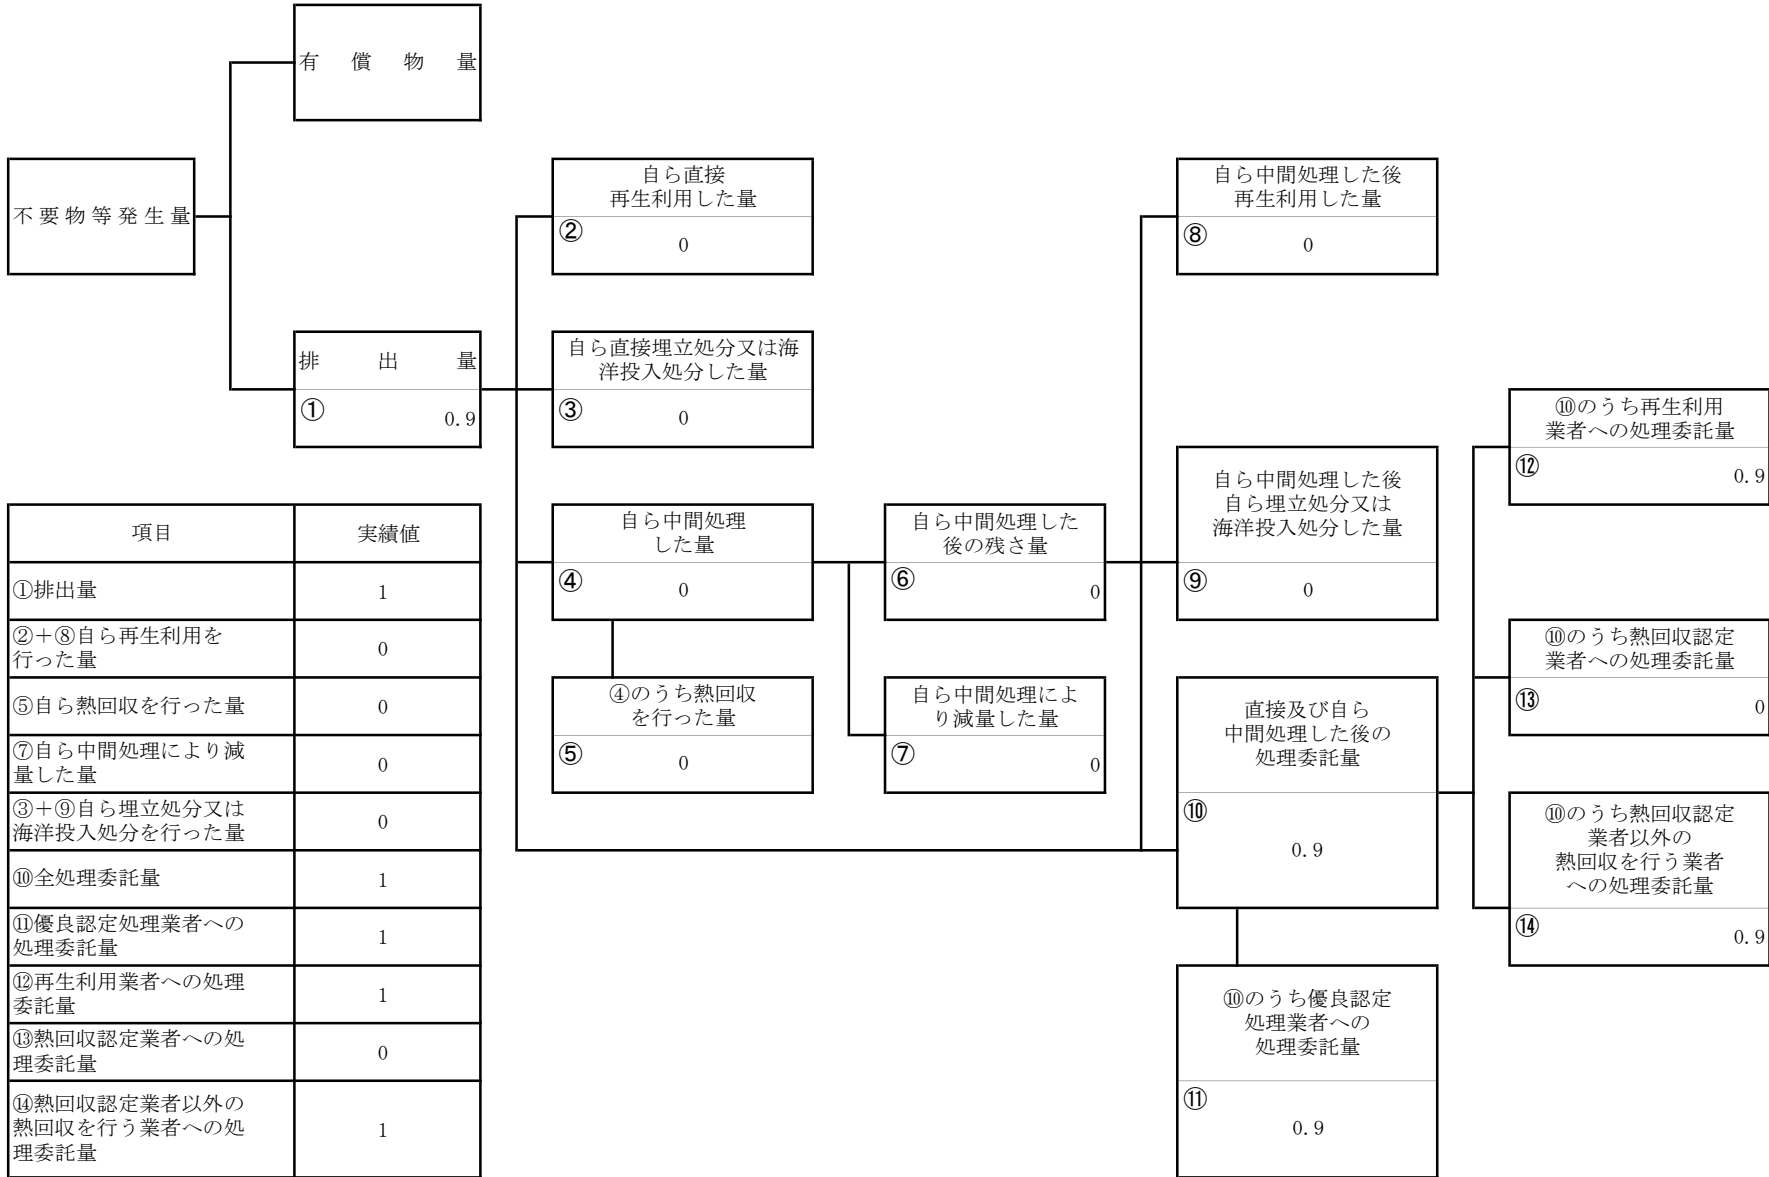 有償物量
不要物等発生量
排出量
①
0.9
自ら直接
再生利用した量
②
0
自ら直接埋立処分又は海
洋投入処分した量
③
0
自ら中間処理
した量
④
0
④のうち熱回収
を行った量
⑤
0
自ら中間処理した
後の残さ量
⑥
0
自ら中間処理によ
り減量した量
⑦
0
自ら中間処理した後
再生利用した量
⑧
0
自ら中間処理した後
自ら埋立処分又は
海洋投入処分した量
⑨
0
直接及び自ら
中間処理した後の
処理委託量
⑩
0.9
⑩のうち優良認定
処理業者への
処理委託量
⑪
0.9
⑩のうち再生利用
業者への処理委託量
⑫
0.9
⑩のうち熱回収認定
業者への処理委託量
⑬
0
⑩のうち熱回収認定
業者以外の
熱回収を行う業者
への処理委託量
⑭
0.9
項目 実績値
①排出量 1
②+⑧自ら再生利用を
行った量 0
⑤自ら熱回収を行った量 0
⑦自ら中間処理により減
量した量 0
③+⑨自ら埋立処分又は
海洋投入処分を行った量 0
⑩全処理委託量 1
⑪優良認定処理業者への
処理委託量 1
⑫再生利用業者への処理
委託量 1
⑬熱回収認定業者への処
理委託量 0
⑭熱回収認定業者以外の
熱回収を行う業者への処
理委託量 1